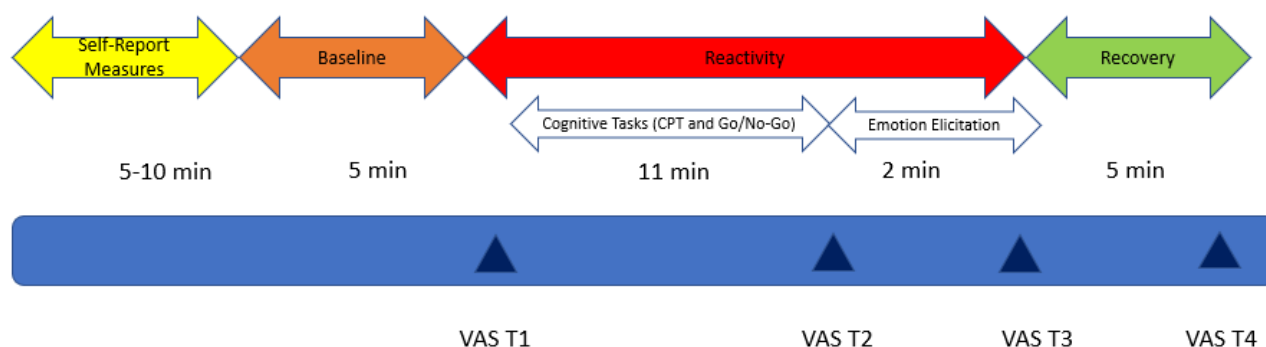 Self-Report
Measures
Baseline
Reactivity
Recovery
Cognitive Tasks (CPT and Go/No-Go)
Emotion Elicitation
5-10 min
5 min
11 min
2 min
5 min
VAS T1
VAS T2
VAS T3
VAS T4